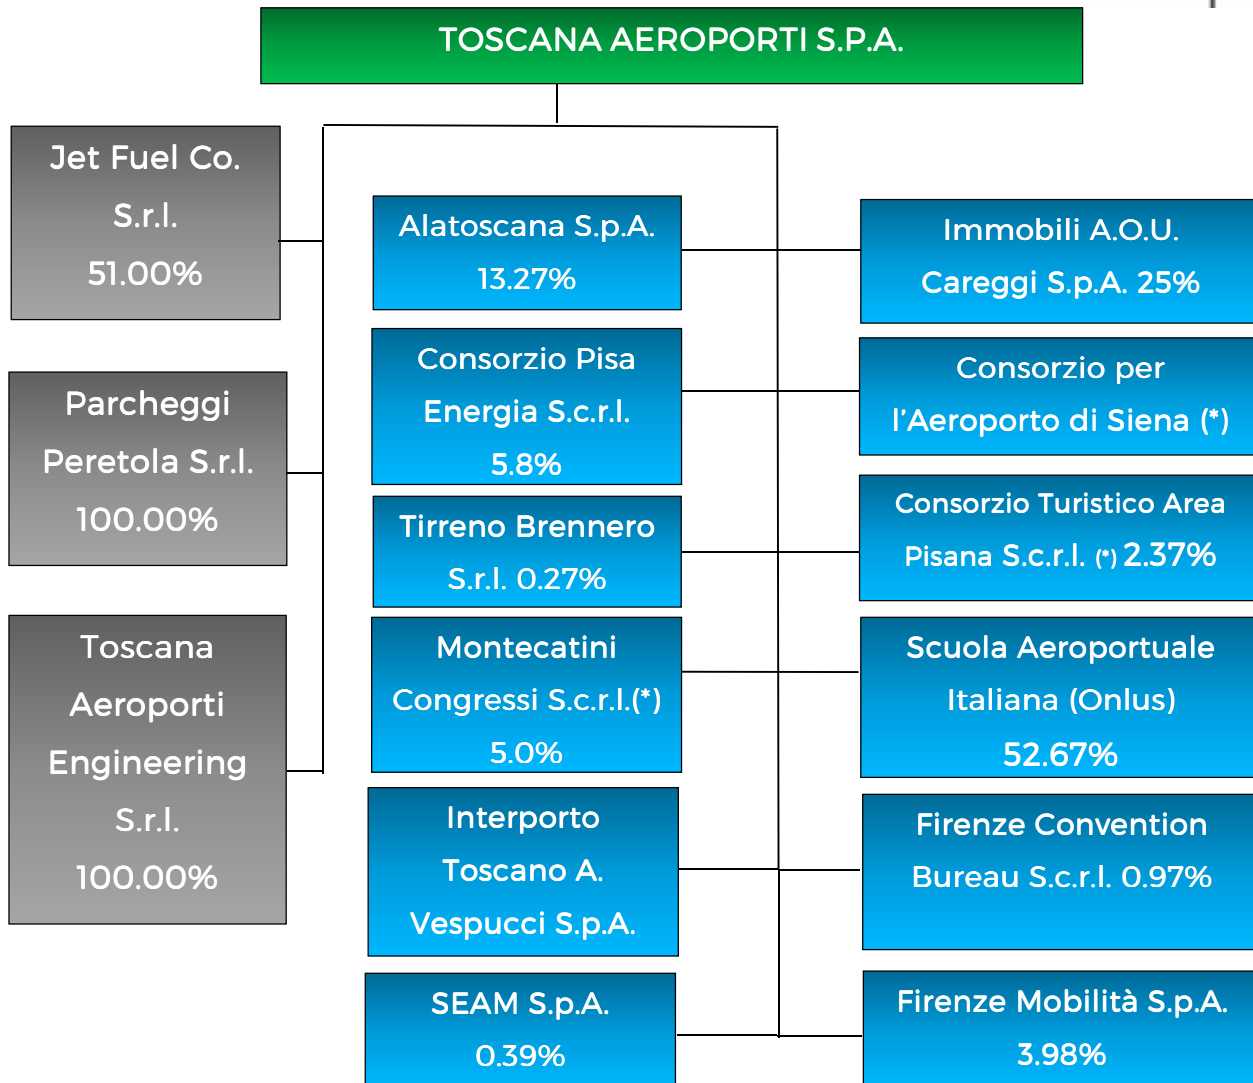 TOSCANA AEROPORTI S.P.A.
Jet Fuel Co.
S.r.l.
51.00%
Parcheggi
Peretola S.r.l.
100.00%
Toscana
Aeroporti
Engineering
S.r.l.
100.00%
Alatoscana S.p.A.
13.27%
Consorzio Pisa
Energia S.c.r.l.
5.8%
Tirreno Brennero
S.r.l. 0.27%
Montecatini
Congressi S.c.r.l.(*)
5.0%
Interporto
Toscano A.
Vespucci S.p.A.
SEAM S.p.A.
0.39%
Immobili A.O.U.
Careggi S.p.A. 25%
Consorzio per
l’Aeroporto di Siena (*)
Consorzio Turistico Area
Pisana S.c.r.l. (*) 2.37%
Scuola Aeroportuale
Italiana (Onlus)
52.67%
Firenze Convention
Bureau S.c.r.l. 0.97%
Firenze Mobilità S.p.A.
3.98%